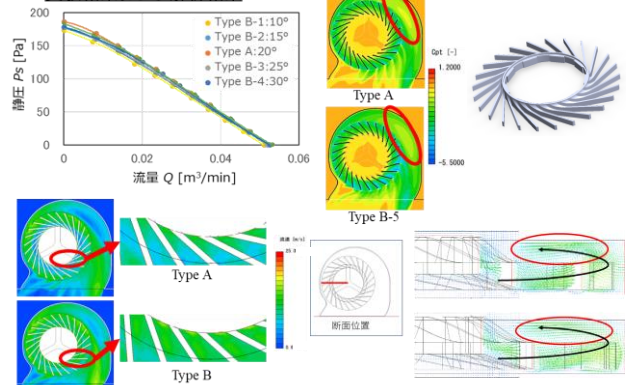 200
150
100
50
0
静圧 Ps [Pa]
0
0.02
0.04
0.06
流量 Q [m³/min]
Type B-1:10°
Type B-2:15°
Type A:20°
Type B-3:25°
Type B-4:30°
Type A
Type B-5
Cpt [-]
1.2000
-5.5000
Type A
Type B
断面位置